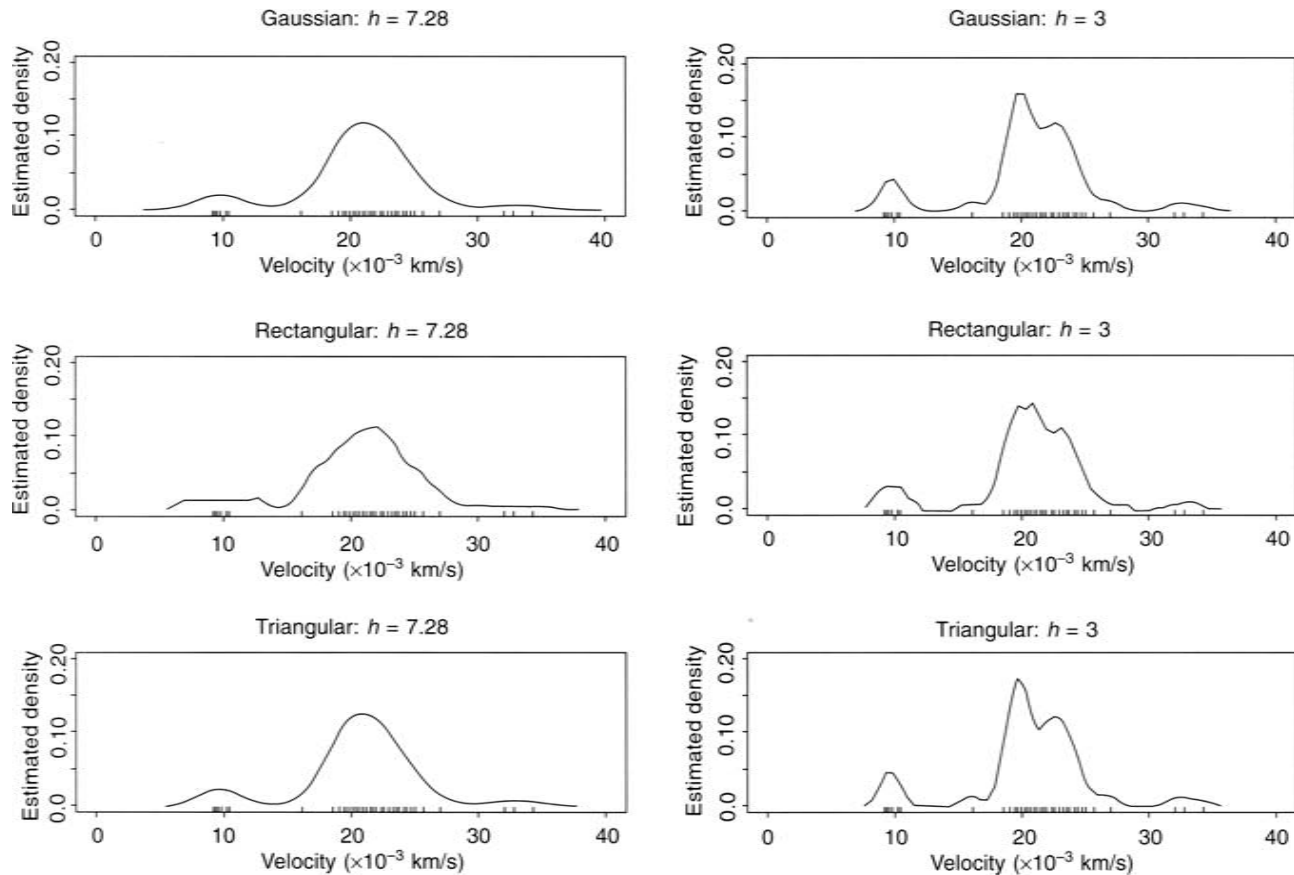 Gaussian: h = 7.28
Estimated density
0.20
0.10
0.0
0 10 20 30 40
Velocity (×10⁻³ km/s)
Gaussian: h = 3
Estimated density
0.20
0.10
0.0
0 10 20 30 40
Velocity (×10⁻³ km/s)
Rectangular: h = 7.28
Estimated density
0.20
0.10
0.0
0 10 20 30 40
Velocity (×10⁻³ km/s)
Rectangular: h = 3
Estimated density
0.20
0.10
0.0
0 10 20 30 40
Velocity (×10⁻³ km/s)
Triangular: h = 7.28
Estimated density
0.20
0.10
0.0
0 10 20 30 40
Velocity (×10⁻³ km/s)
Triangular: h = 3
Estimated density
0.20
0.10
0.0
0 10 20 30 40
Velocity (×10⁻³ km/s)